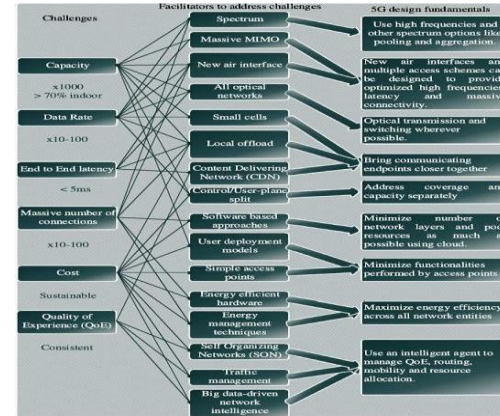 Challenges
Capacity
x1000
> 70% indoor
Data Rate
x10-100
End to End latency
< 5ms
Massive number of
connections
x10-100
Cost
Sustainable
Quality of
Experience (QoE)
Consistent
Facilitators to address challenges
Spectrum
Massive MIMO
New air interface
All optical
networks
Small cells
Local offload
Content Delivering
Network (CDN)
Control/User-plane
split
Software based
approaches
User deployment
models
Simple access
points
Energy efficient
hardware
Energy
management
techniques
Self Organizing
Networks (SON)
Traffic
management
Big data-driven
network
intelligence
5G design fundamentals
Use high frequencies and
other spectrum options like
pooling and aggregation.
New air interfaces an
multiple access schemes ca
be designed to provid
optimized high frequencies
latency and massiv
connectivity.
Optical transmission and
switching wherever
possible.
Bring communicating
endpoints closer together
Address coverage an
capacity separately
Minimize number o
network layers and poo
resources as much a
possible using cloud.
Minimize functionalities
performed by access points.
Maximize energy efficiency
across all network entities
Use an intelligent agent to
manage QoE, routing,
mobility and resource
allocation.